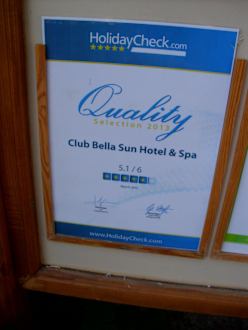 HolidayCheck.com
Quality
Selection 2013
Club Bella Sun Hotel & Spa
5.1 / 6
www.HolidayCheck.com